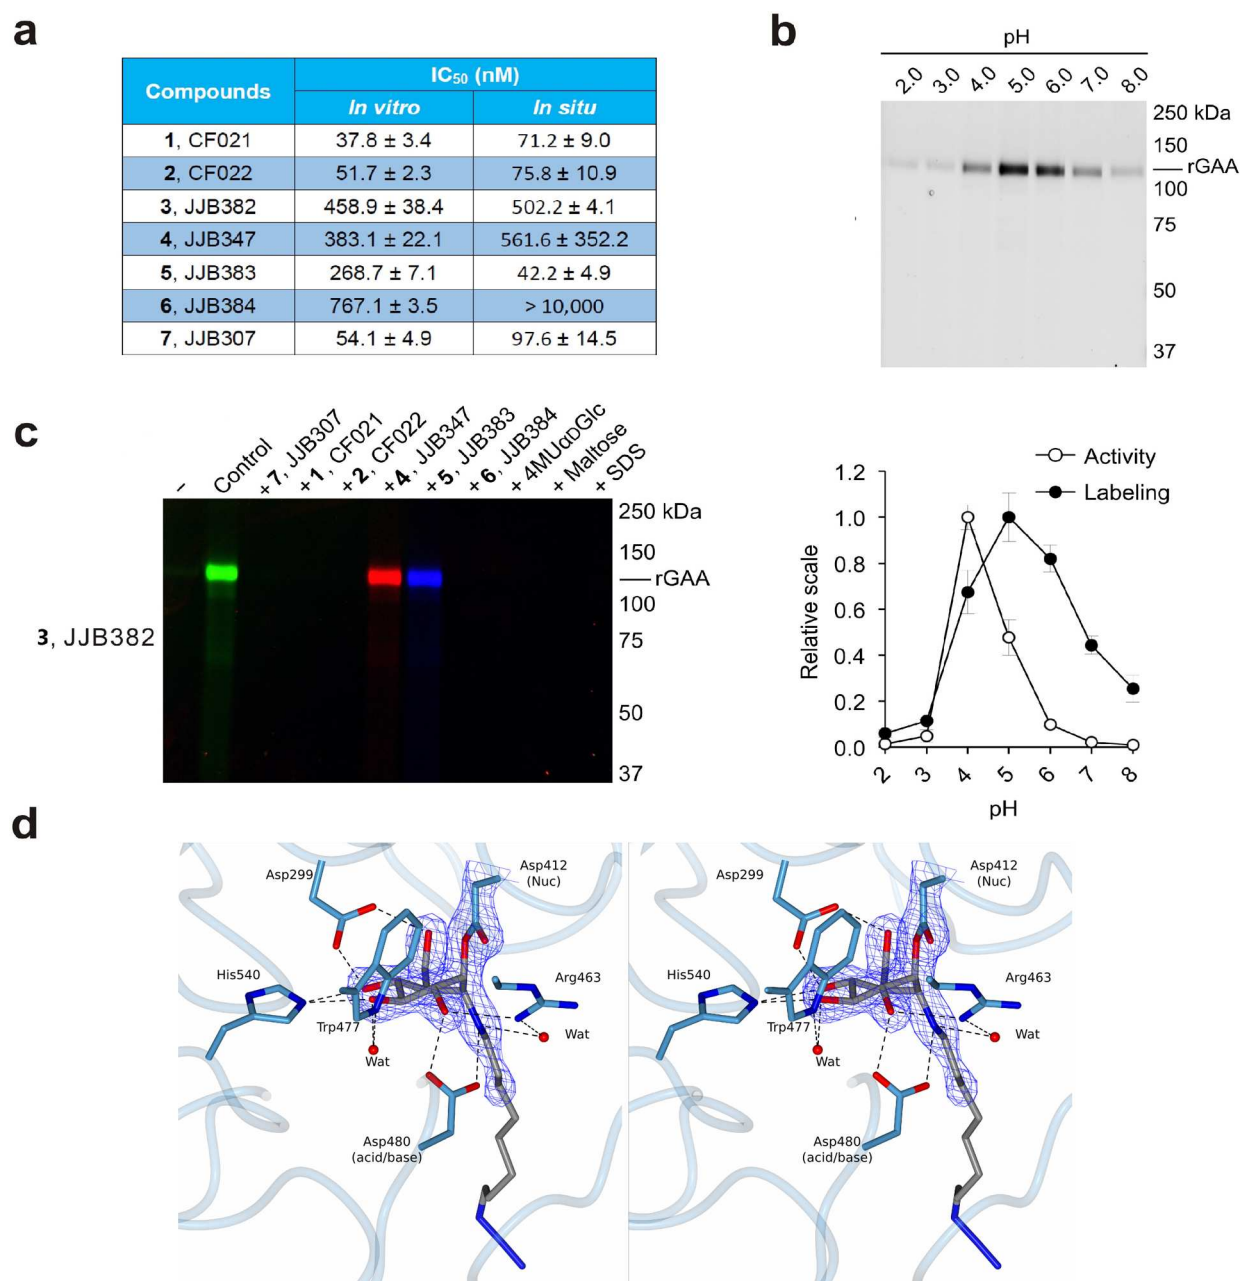 a
Compounds
IC50 (nM)
In vitro
In situ
1, CF021
37.8 ± 3.4
71.2 ± 9.0
2, CF022
51.7 ± 2.3
75.8 ± 10.9
3, JJB382
458.9 ± 38.4
502.2 ± 4.1
4, JJB347
383.1 ± 22.1
561.6 ± 352.2
5, JJB383
268.7 ± 7.1
42.2 ± 4.9
6, JJB384
767.1 ± 3.5
> 10,000
7, JJB307
54.1 ± 4.9
97.6 ± 14.5
b
pH
2.0 3.0 4.0 5.0 6.0 7.0 8.0
250 kDa
150
rGAA
100
75
50
37
c
–
Control
+ 7, JJB307
+ 1, CF021
+ 2, CF022
+ 4, JJB347
+ 5, JJB383
+ 6, JJB384
+ 4MUαDGlc
+ Maltose
+ SDS
250 kDa
150
rGAA
100
75
50
37
3, JJB382
Activity
Labeling
Relative scale
1.2
1.0
0.8
0.6
0.4
0.2
0.0
2 3 4 5 6 7 8
pH
d
Asp299
Asp412
(Nuc)
His540
Arg463
Trp477
Wat
Wat
Asp480
(acid/base)
Asp299
Asp412
(Nuc)
His540
Arg463
Trp477
Wat
Wat
Asp480
(acid/base)